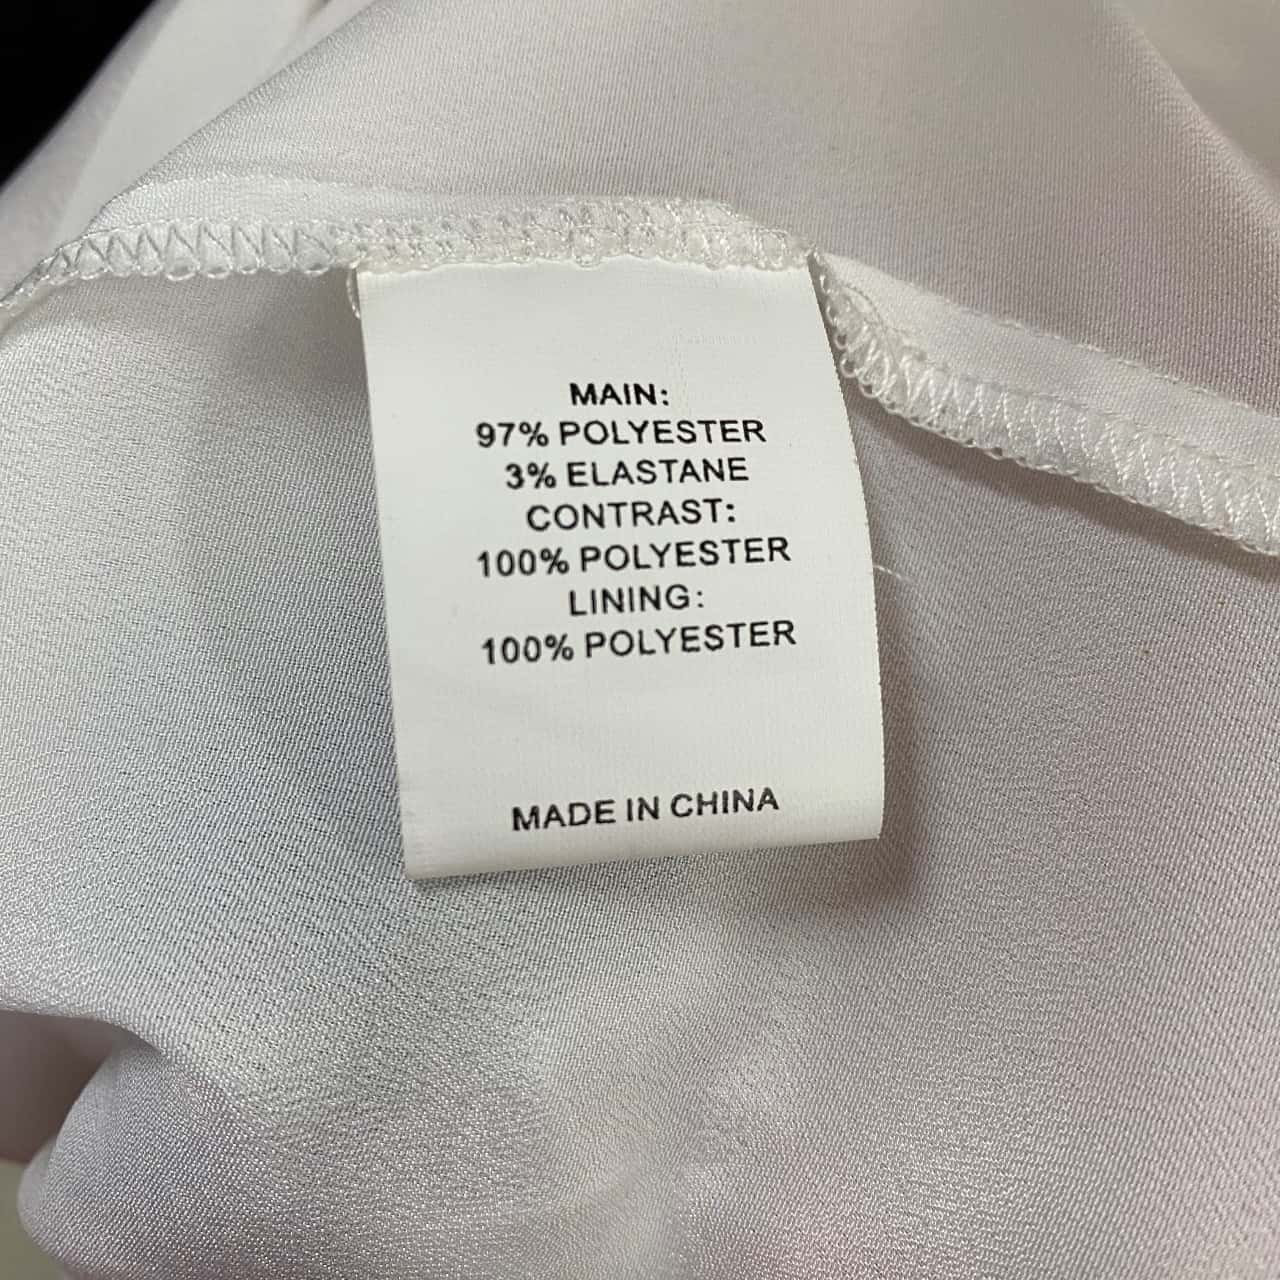 MAIN:
97% POLYESTER
3% ELASTANE
CONTRAST:
100% POLYESTER
LINING:
100% POLYESTER
MADE IN CHINA